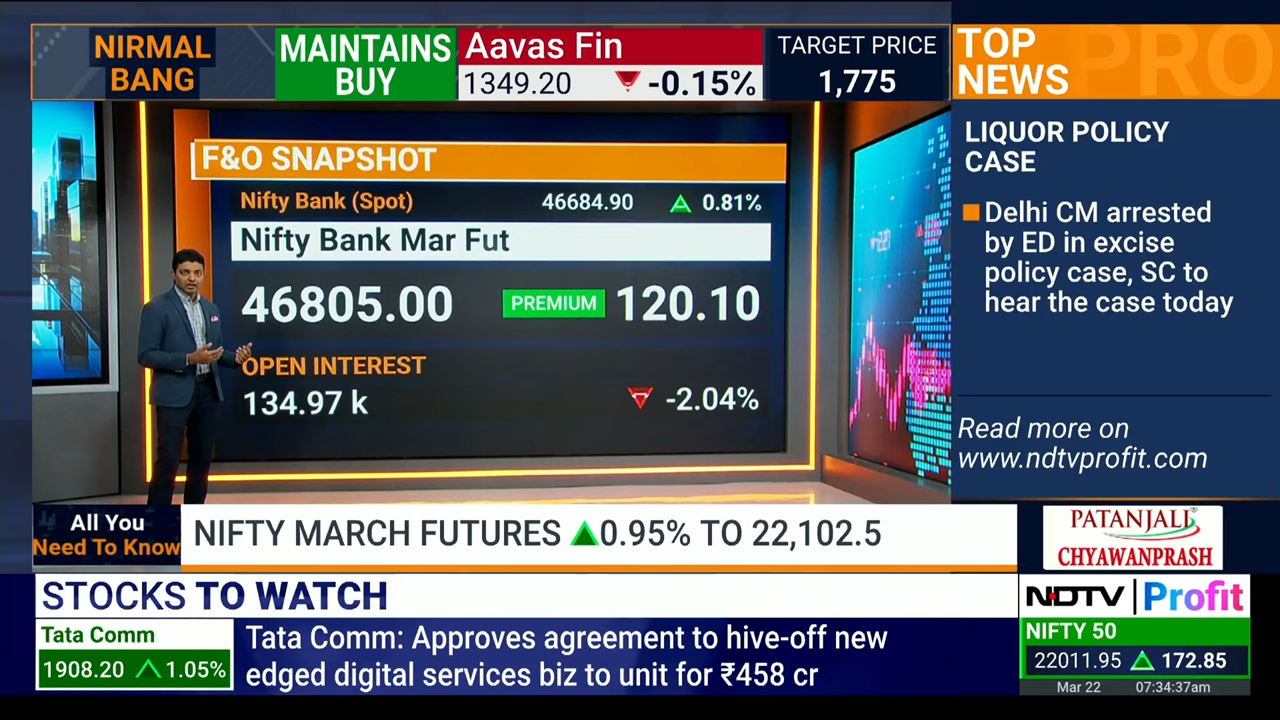 NIRMAL
BANG
MAINTAINS
BUY
Aavas Fin
1349.20 ▼ -0.15%
TARGET PRICE
1,775
TOP
NEWS
PRO
LIQUOR POLICY
CASE
Delhi CM arrested
by ED in excise
policy case, SC to
hear the case today
Read more on
www.ndtvprofit.com
F&O SNAPSHOT
Nifty Bank (Spot) 46684.90 ▲ 0.81%
Nifty Bank Mar Fut
46805.00 PREMIUM 120.10
OPEN INTEREST
134.97 k ▼ -2.04%
All You
Need To Know
NIFTY MARCH FUTURES ▲0.95% TO 22,102.5
PATANJALI
CHYAWANPRASH
STOCKS TO WATCH
Tata Comm
1908.20 ▲ 1.05%
Tata Comm: Approves agreement to hive-off new
edged digital services biz to unit for ₹458 cr
NDTV Profit
NIFTY 50
22011.95 ▲ 172.85
Mar 22 07:34:37am